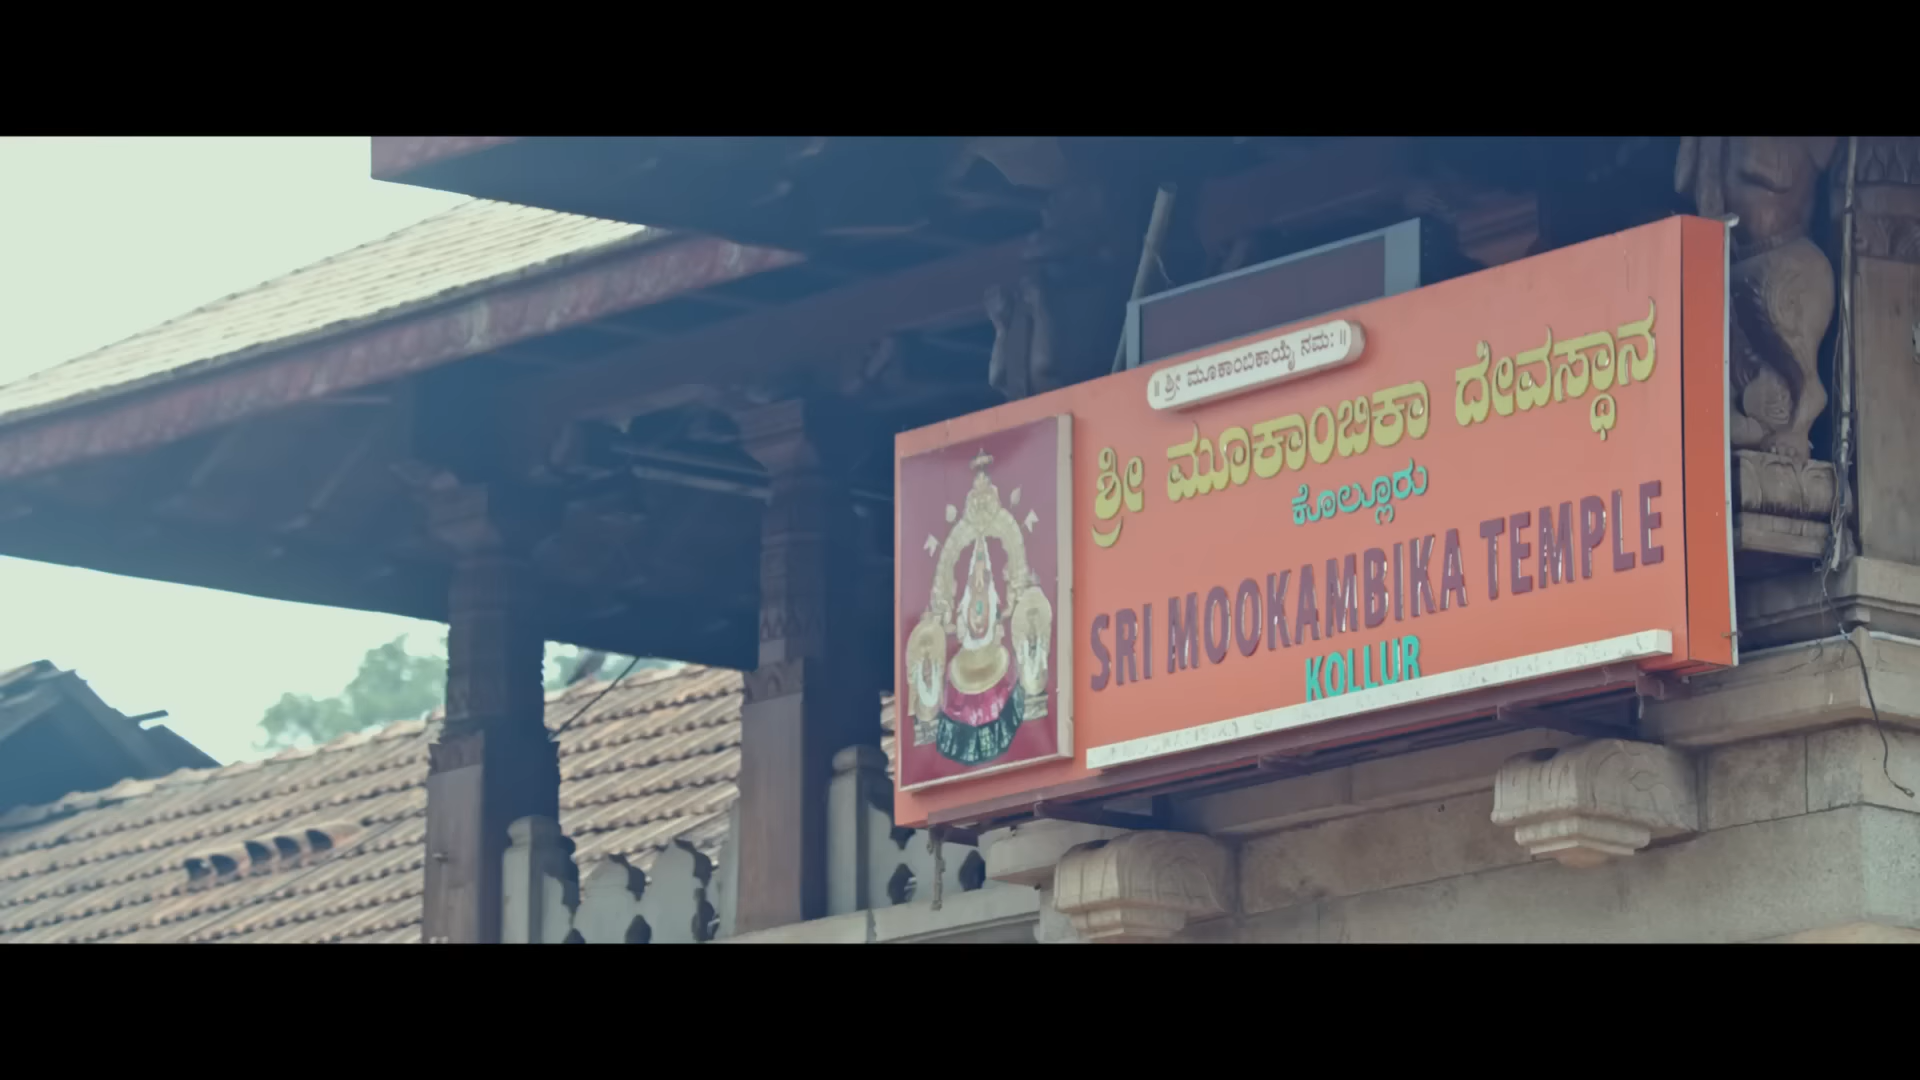 ॥ ಶ್ರೀ ಮೂಕಾಂಬಿಕಾಯೈ ನಮಃ ॥
ಶ್ರೀ ಮೂಕಾಂಬಿಕಾ ದೇವಸ್ಥಾನ
ಕೊಲ್ಲೂರು
SRI MOOKAMBIKA TEMPLE
KOLLUR